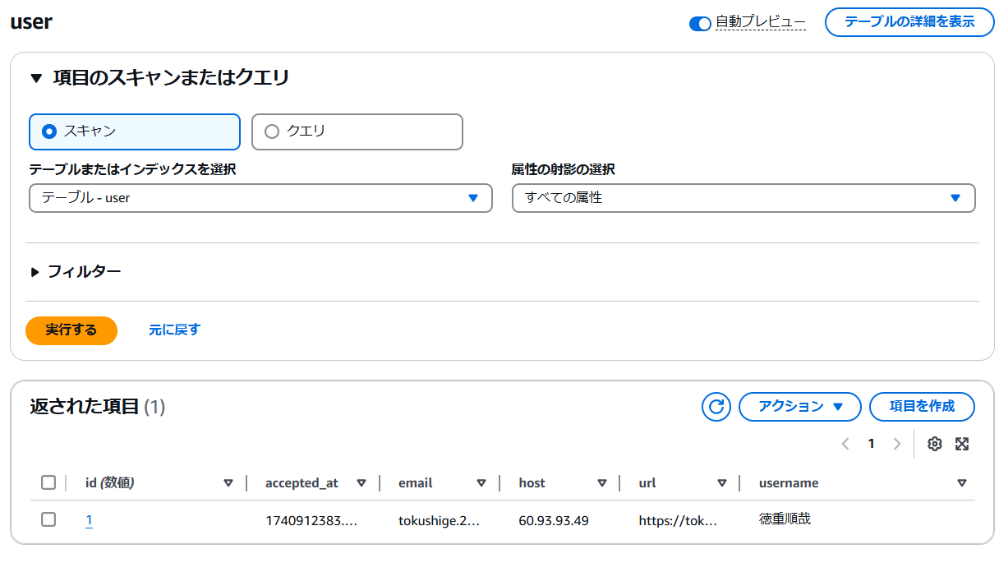 user
自動プレビュー
テーブルの詳細を表示
項目のスキャンまたはクエリ
スキャン
クエリ
テーブルまたはインデックスを選択
属性の射影の選択
テーブル - user
すべての属性
フィルター
実行する
元に戻す
返された項目 (1)
アクション
項目を作成
1
id (数値)
accepted_at
email
host
url
username
1
1740912383....
tokushige.2...
60.93.93.49
https://tok...
徳重順哉